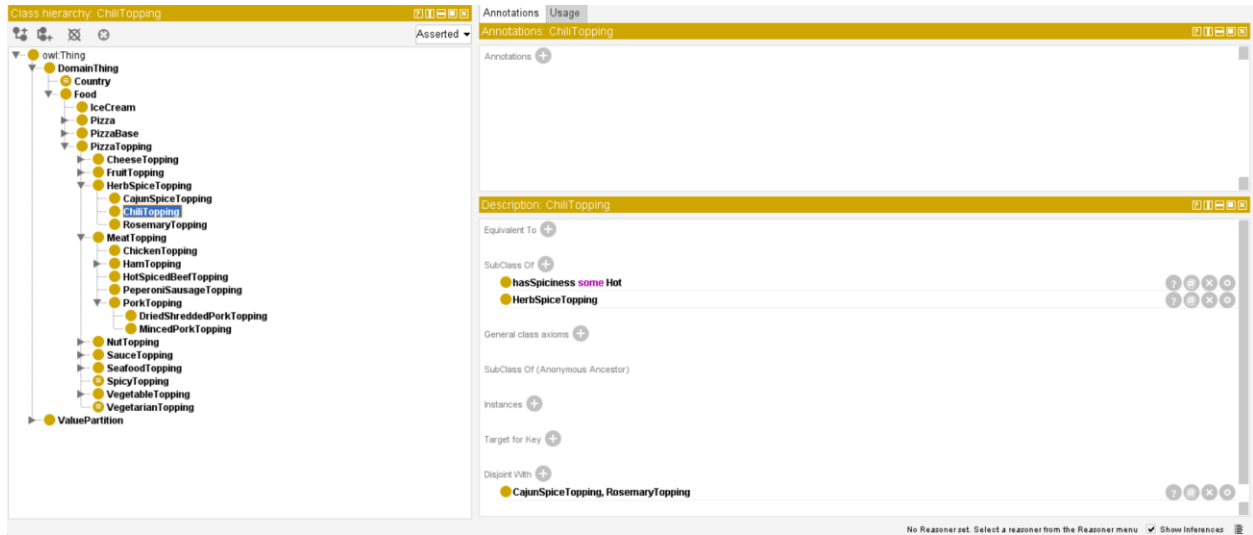 Class hierarchy: ChiliTopping
Asserted
owl:Thing
DomainThing
Country
Food
IceCream
Pizza
PizzaBase
PizzaTopping
CheeseTopping
FruitTopping
HerbSpiceTopping
CajunSpiceTopping
ChiliTopping
RosemaryTopping
MeatTopping
ChickenTopping
HamTopping
HotSpicedBeefTopping
PeperoniSausageTopping
PorkTopping
DriedShreddedPorkTopping
MincedPorkTopping
NutTopping
SauceTopping
SeafoodTopping
SpicyTopping
VegetableTopping
VegetarianTopping
ValuePartition
Annotations Usage
Annotations: ChiliTopping
Annotations
Description: ChiliTopping
Equivalent To
SubClass Of
hasSpiciness some Hot
HerbSpiceTopping
General class axioms
SubClass Of (Anonymous Ancestor)
Instances
Target for Key
Disjoint With
CajunSpiceTopping, RosemaryTopping
No Reasoner set. Select a reasoner from the Reasoner menu Show Inferences